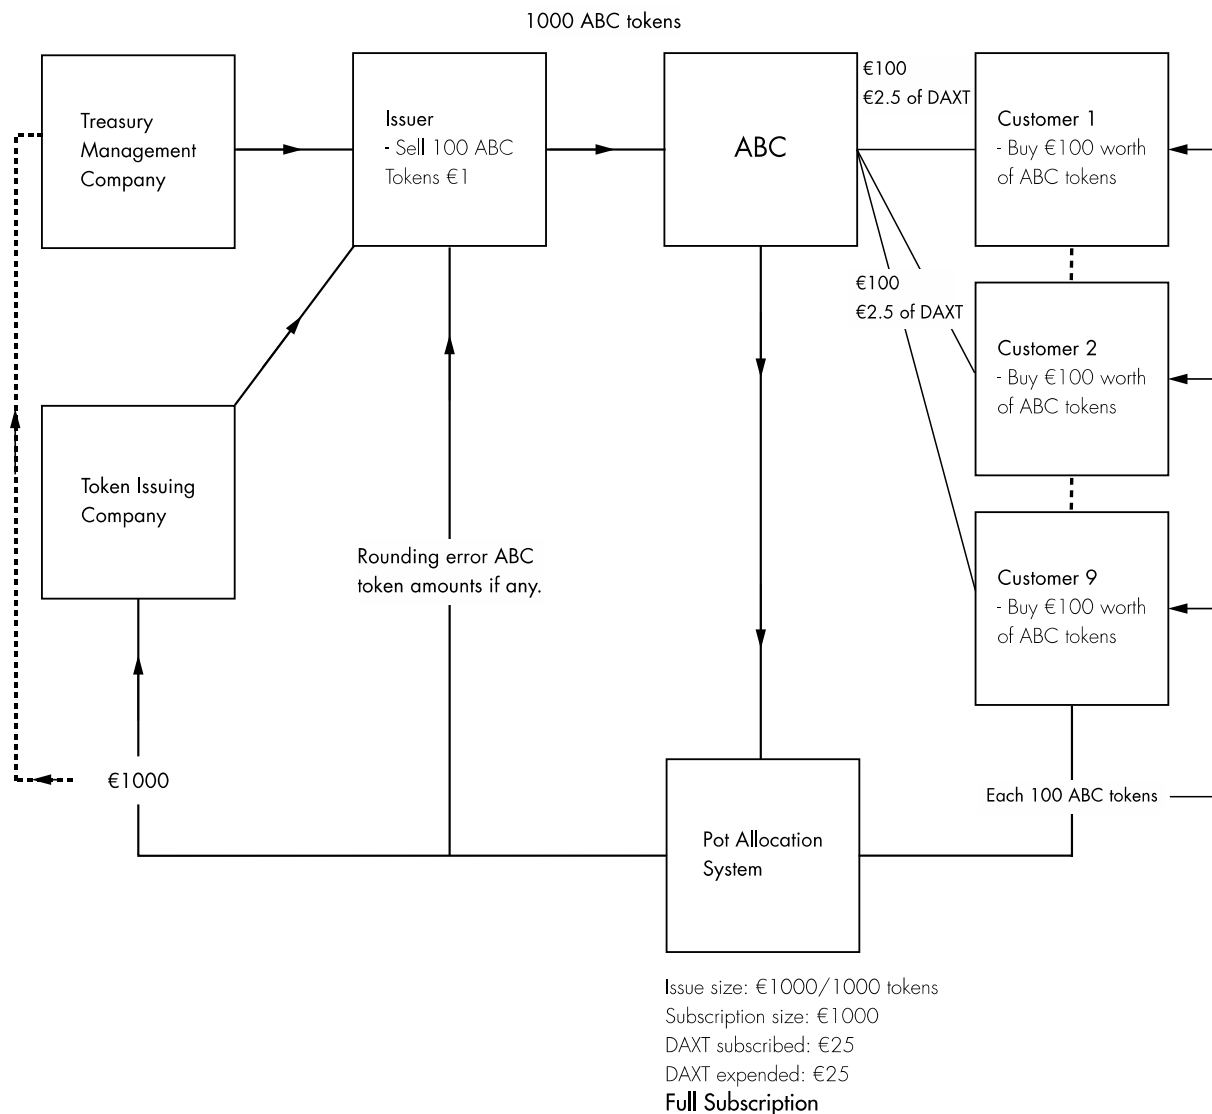 1000 ABC tokens
Treasury
Management
Company
Issuer
- Sell 100 ABC
Tokens €1
ABC
€100
€2.5 of DAXT
Customer 1
- Buy €100 worth
of ABC tokens
€100
€2.5 of DAXT
Customer 2
- Buy €100 worth
of ABC tokens
Token Issuing
Company
Rounding error ABC
token amounts if any.
Customer 9
- Buy €100 worth
of ABC tokens
€1000
Each 100 ABC tokens
Pot Allocation
System
Issue size: €1000/1000 tokens
Subscription size: €1000
DAXT subscribed: €25
DAXT expended: €25
Full Subscription